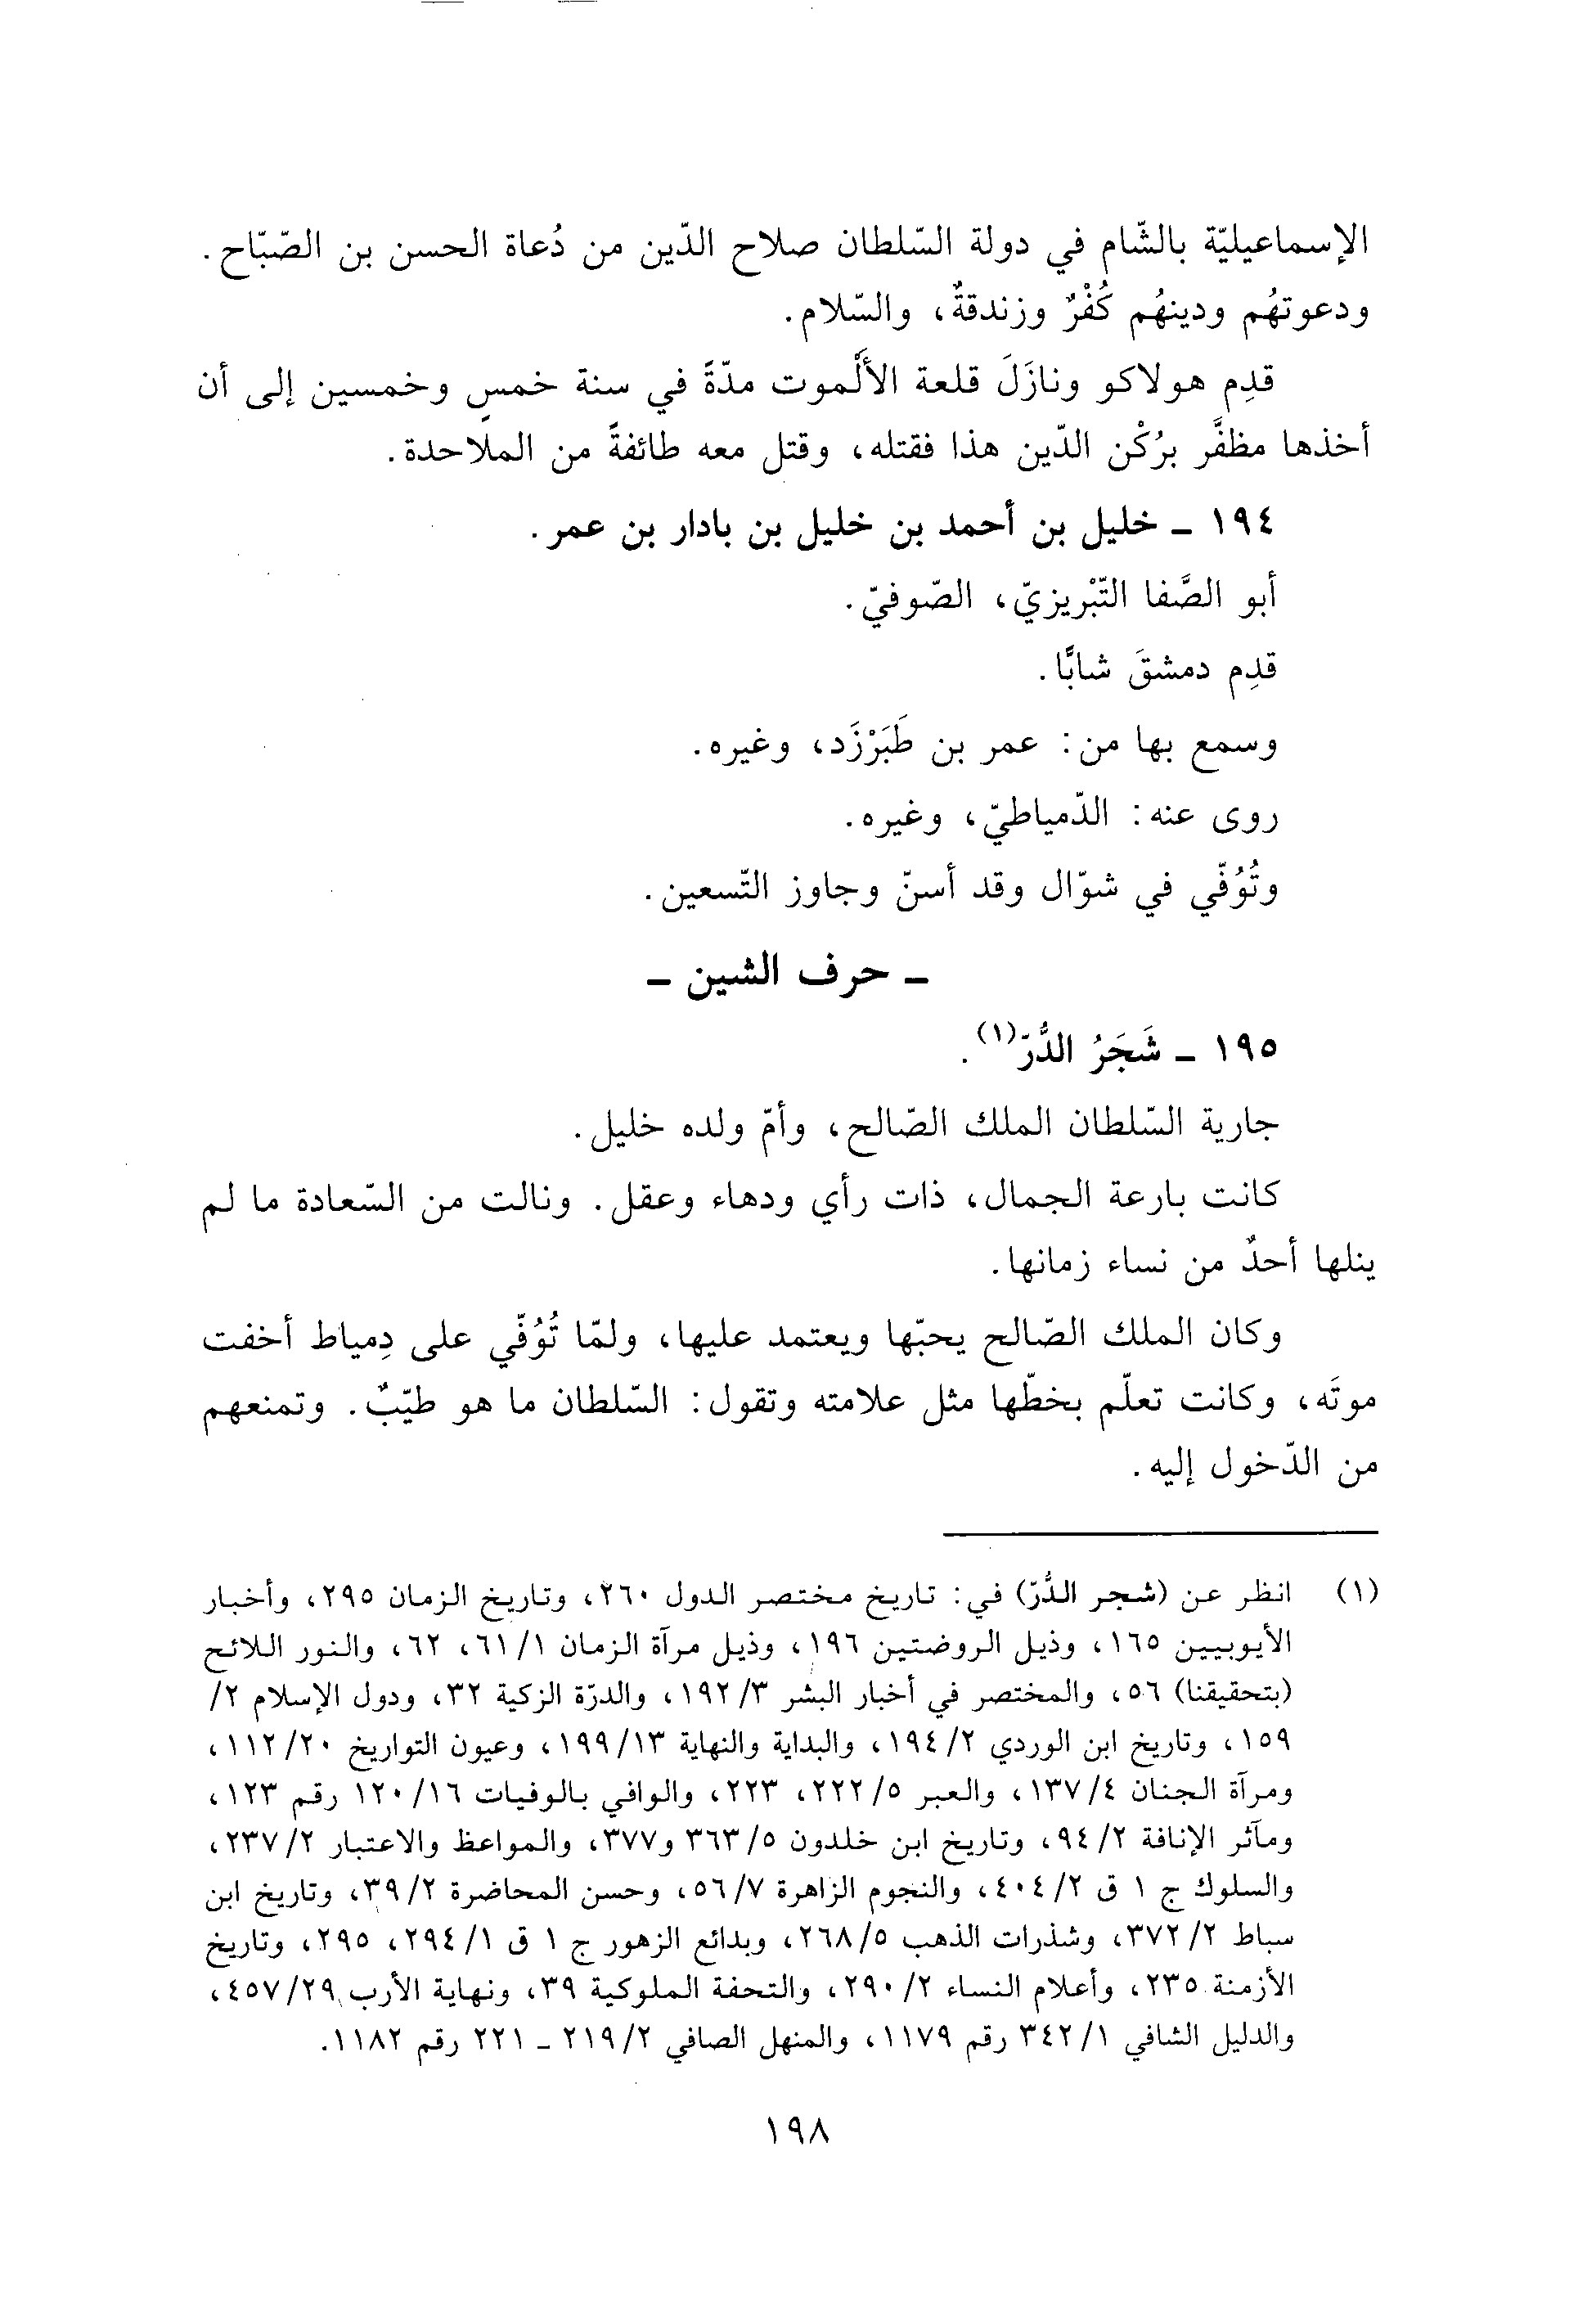 الإسماعيليّة بالشّام في دولة السّلطان صلاح الدّين من دُعاة الحسن بن الصّبّاح.
ودعوتهُم ودينهُم كُفْرٌ وزندقةٌ، والسّلام.
قدِم هولاكو ونازَلَ قلعة الألْموت مدّةً في سنة خمسٍ وخمسين إلى أن
أخذها مظفَّر برُكْن الدّين هذا فقتله، وقتل معه طائفةً من الملاحدة.
١٩٤ ـ خليل بن أحمد بن خليل بن بادار بن عمر.
أبو الصَّفا التّبْريزيّ، الصّوفيّ.
قدِم دمشقَ شابًّا.
وسمع بها من: عمر بن طَبَرْزَد، وغيره.
روى عنه: الدّمياطيّ، وغيره.
وتُوُفّي في شوّال وقد أسنّ وجاوز التّسعين.
ـ حرف الشين ـ
١٩٥ ـ شَجَرُ الدُّرّ(١).
جارية السّلطان الملك الصّالح، وأمّ ولده خليل.
كانت بارعة الجمال، ذات رأي ودهاء وعقل. ونالت من السّعادة ما لم
ينلها أحدٌ من نساء زمانها.
وكان الملك الصّالح يحبّها ويعتمد عليها، ولمّا تُوُفّي على دِمياط أخفت
موتَه، وكانت تعلّم بخطّها مثل علامته وتقول: السّلطان ما هو طيّبٌ. وتمنعهم
من الدّخول إليه.
(١) انظر عن (شجر الدُّرّ) في: تاريخ مختصر الدول ٢٦٠، وتاريخ الزمان ٢٩٥، وأخبار
الأيوبيين ١٦٥، وذيل الروضتين ١٩٦، وذيل مرآة الزمان ٦١/١، ٦٢، والنور اللائح
(بتحقيقنا) ٥٦، والمختصر في أخبار البشر ١٩٢/٣، والدرّة الزكية ٣٢، ودول الإسلام ٢/
١٥٩، وتاريخ ابن الوردي ١٩٤/٢، والبداية والنهاية ١٩٩/١٣، وعيون التواريخ ١١٢/٢٠،
ومرآة الجنان ١٣٧/٤، والعبر ٢٢٢/٥، ٢٢٣، والوافي بالوفيات ١٢٠/١٦ رقم ١٢٣،
ومآثر الإنافة ٩٤/٢، وتاريخ ابن خلدون ٣٦٣/٥ و٣٧٧، والمواعظ والاعتبار ٢٣٧/٢،
والسلوك ج ١ ق ٤٠٤/٢، والنجوم الزاهرة ٥٦/٧، وحسن المحاضرة ٣٩/٢، وتاريخ ابن
سباط ٣٧٢/٢، وشذرات الذهب ٢٦٨/٥، وبدائع الزهور ج ١ ق ٢٩٤/١، ٢٩٥، وتاريخ
الأزمنة ٢٣٥، وأعلام النساء ٢٩٠/٢، والتحفة الملوكية ٣٩، ونهاية الأرب ٤٥٧/٢٩،
والدليل الشافي ٣٤٢/١ رقم ١١٧٩، والمنهل الصافي ٢١٩/٢ ـ ٢٢١ رقم ١١٨٢.
١٩٨